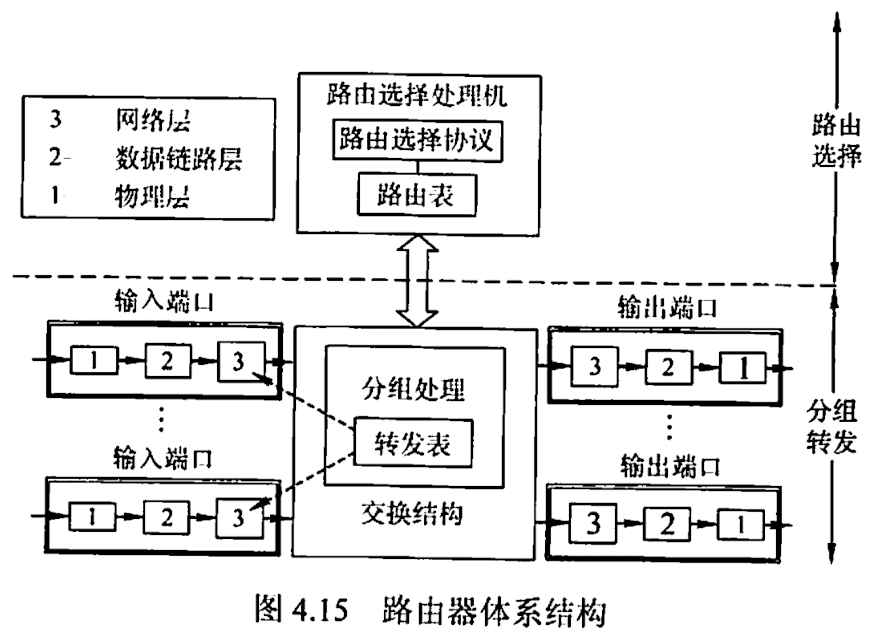 3 网络层
2 数据链路层
1 物理层
路由选择处理机
路由选择协议
路由表
路由
选择
输入端口
1 2 3
⋮
输入端口
1 2 3
分组处理
转发表
交换结构
输出端口
3 2 1
⋮
输出端口
3 2 1
分组
转发
图 4.15 路由器体系结构